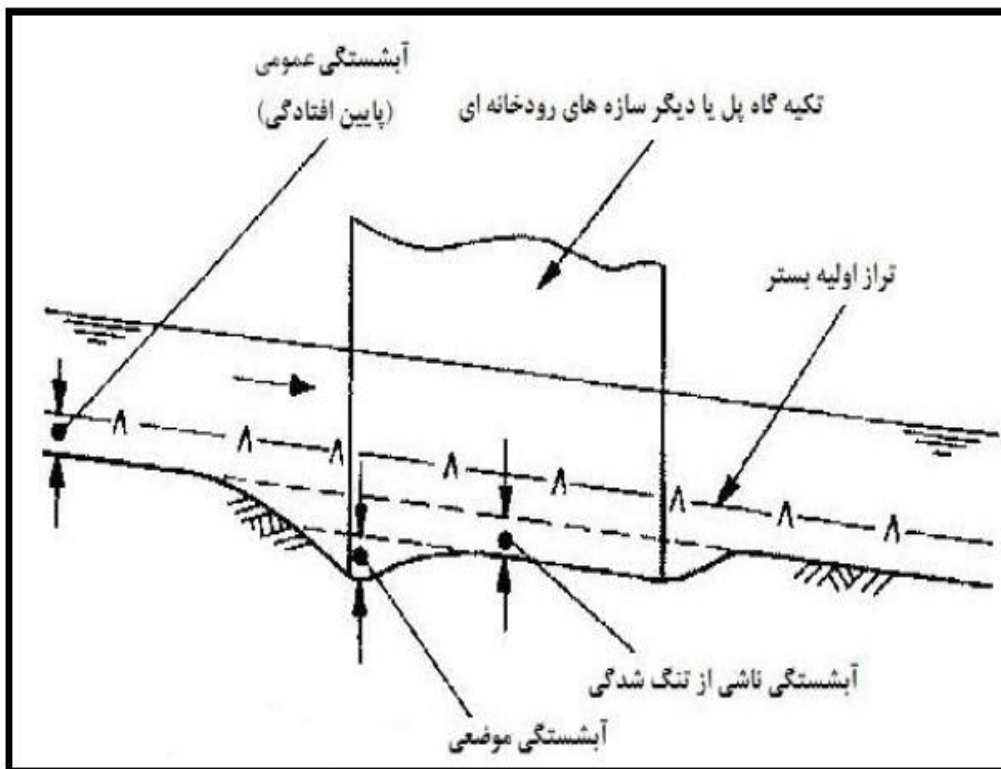 آبشستگی عمومی
(پایین افتادگی)
تکیه گاه پل یا دیگر سازه های رودخانه ای
تراز اولیه بستر
آبشستگی ناشی از تنگ شدگی
آبشستگی موضعی